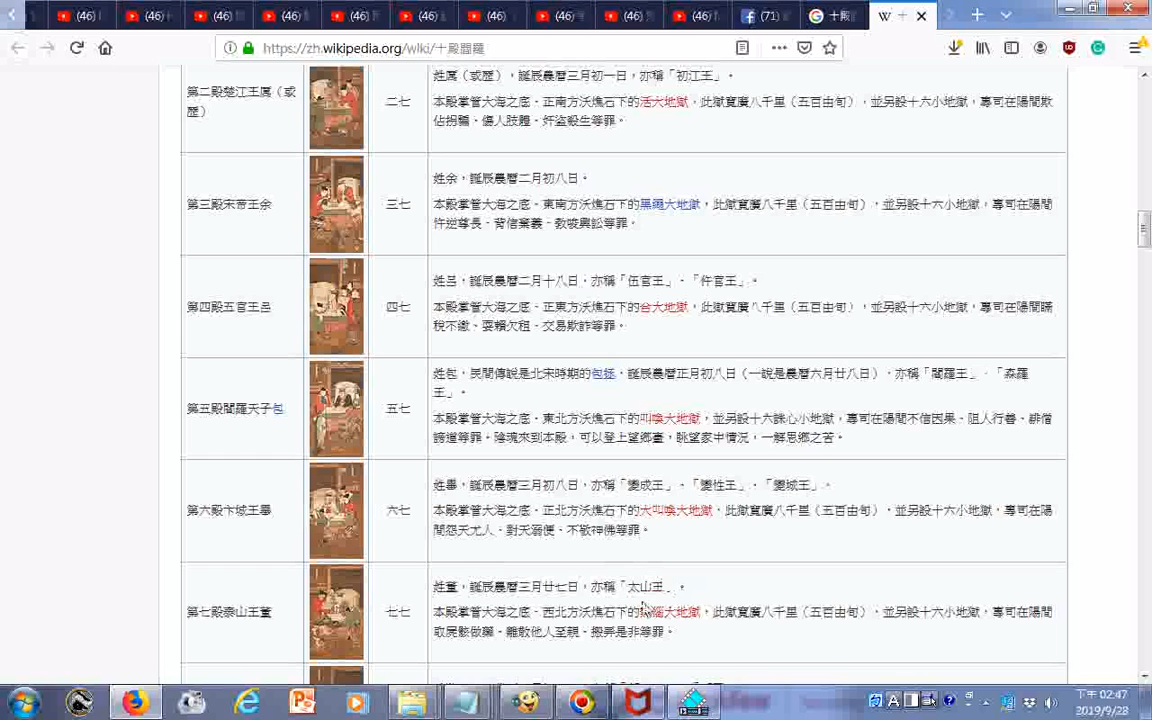 (46)
(46)
(46)
(46)
(46)
(46)
(46)
(46)
(46)
(46)
(71)
十殿
W
https://zh.wikipedia.org/wiki/十殿閻羅
第二殿楚江王厲（或歷）
二七
姓厲（或歷），誕辰農曆三月初一日，亦稱「初江王」。
本殿掌管大海之底、正南方沃燋石下的活大地獄，此獄寬廣八千里（五百由旬），並另設十六小地獄，專司在陽間欺
佔拐騙、傷人肢體、奸盜殺生等罪。
第三殿宋帝王余
三七
姓余，誕辰農曆二月初八日。
本殿掌管大海之底、東南方沃燋石下的黑繩大地獄，此獄寬廣八千里（五百由旬），並另設十六小地獄，專司在陽間
忤逆尊長、背信棄義、教唆興訟等罪。
第四殿五官王呂
四七
姓呂，誕辰農曆二月十八日，亦稱「伍官王」、「仵官王」。
本殿掌管大海之底、正東方沃燋石下的合大地獄，此獄寬廣八千里（五百由旬），並另設十六小地獄，專司在陽間瞞
稅不繳、耍賴欠租、交易欺詐等罪。
第五殿閻羅天子包
五七
姓包，民間傳說是北宋時期的包拯，誕辰農曆正月初八日（一說是農曆六月廿八日），亦稱「閻羅王」、「森羅
王」。
本殿掌管大海之底、東北方沃燋石下的叫喚大地獄，並另設十六誅心小地獄，專司在陽間不信因果、阻人行善、誹僧
謗道等罪。陰魂來到本殿，可以登上望鄉臺，眺望家中情況，一解思鄉之苦。
第六殿卞城王畢
六七
姓畢，誕辰農曆三月初八日，亦稱「變成王」、「變性王」、「變城王」。
本殿掌管大海之底、正北方沃燋石下的大叫喚大地獄，此獄寬廣八千里（五百由旬），並另設十六小地獄，專司在陽
間怨天尤人、對天溺便、不敬神佛等罪。
第七殿泰山王董
七七
姓董，誕辰農曆三月廿七日，亦稱「太山王」。
本殿掌管大海之底、西北方沃燋石下的熱惱大地獄，此獄寬廣八千里（五百由旬），並另設十六小地獄，專司在陽間
取屍骸做藥、離散他人至親、搬弄是非等罪。
下午 02:47
2019/9/28